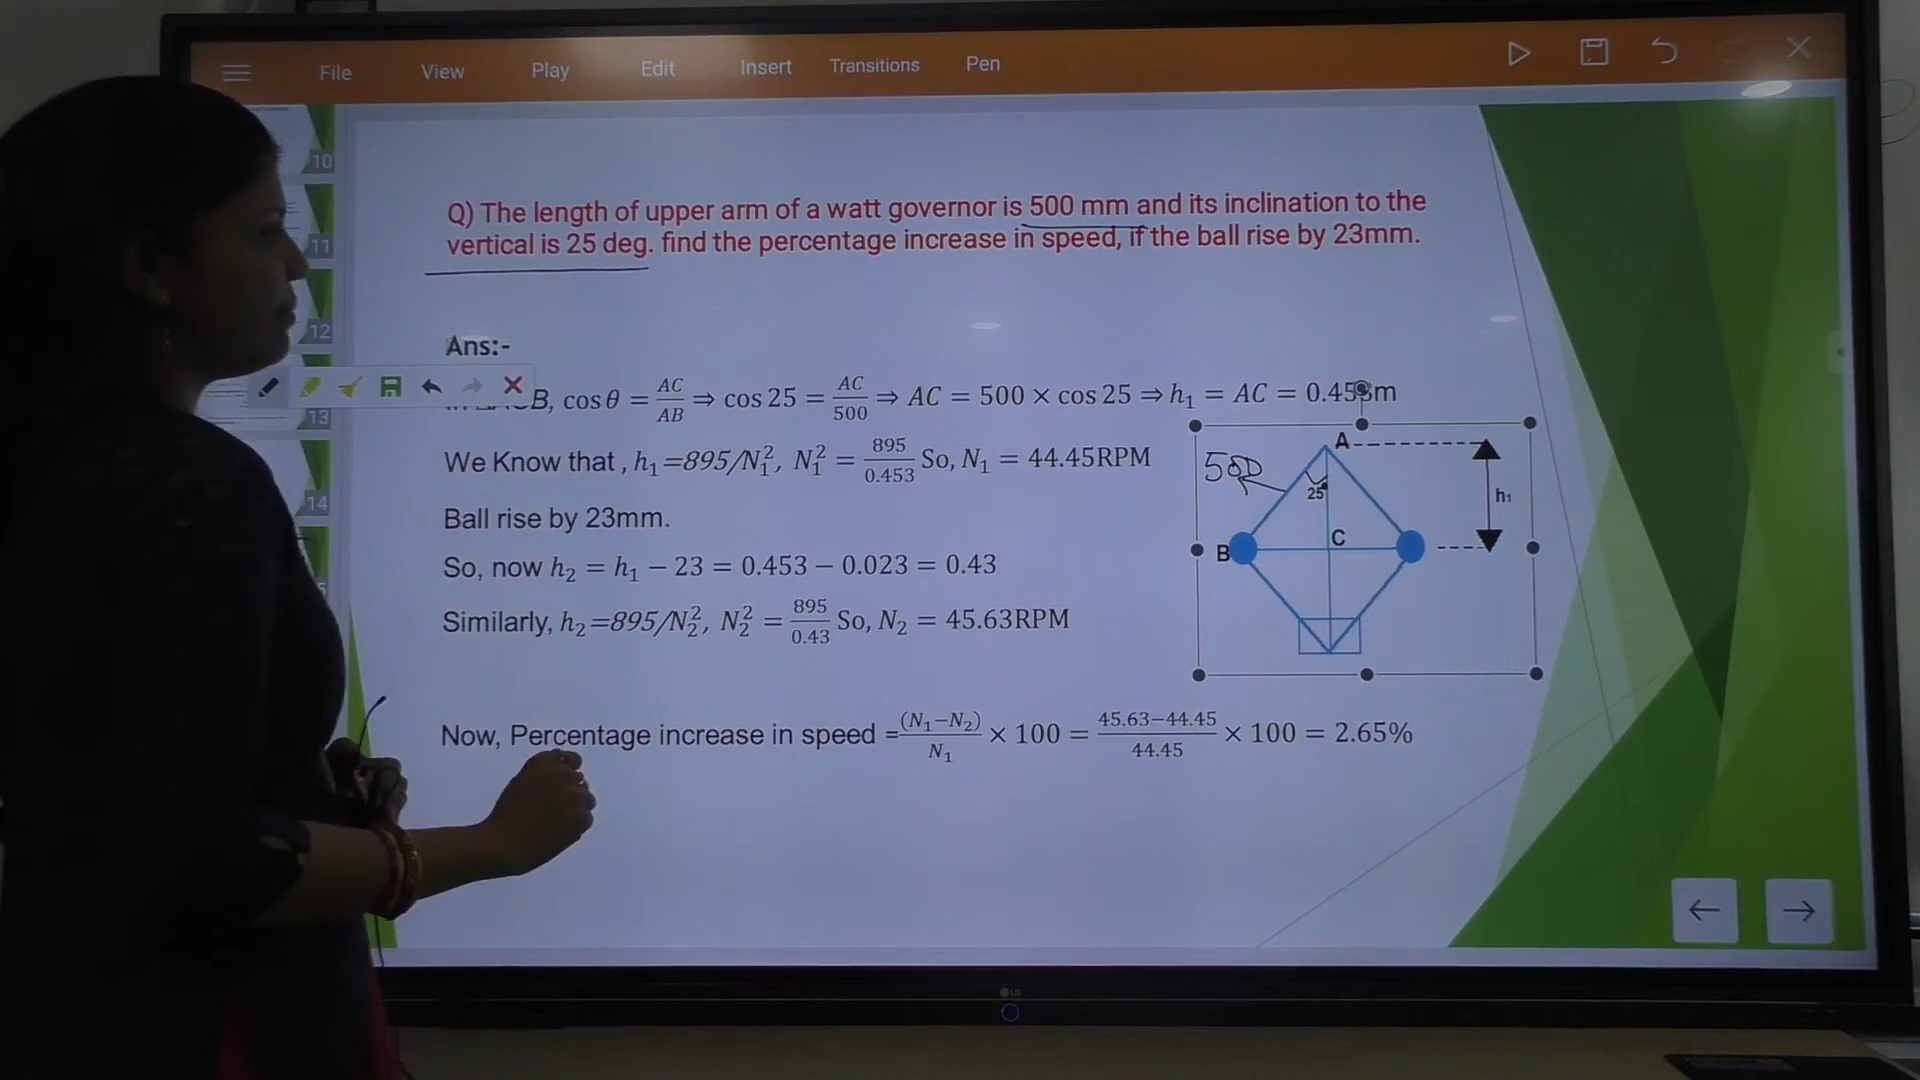 File View Play Edit Insert Transitions Pen
10
11
12
13
14
Q) The length of upper arm of a watt governor is 500 mm and its inclination to the
vertical is 25 deg. find the percentage increase in speed, if the ball rise by 23mm.
Ans:-
B, cos θ = AC/AB ⇒ cos 25 = AC/500 ⇒ AC = 500 × cos 25 ⇒ h₁ = AC = 0.453m
We Know that , h₁=895/N₁², N₁² = 895/0.453 So, N₁ = 44.45RPM
Ball rise by 23mm.
So, now h₂ = h₁ − 23 = 0.453 − 0.023 = 0.43
Similarly, h₂=895/N₂², N₂² = 895/0.43 So, N₂ = 45.63RPM
Now, Percentage increase in speed =(N₁−N₂)/N₁ × 100 = 45.63−44.45/44.45 × 100 = 2.65%
A
500
25
h₁
C
B
LG